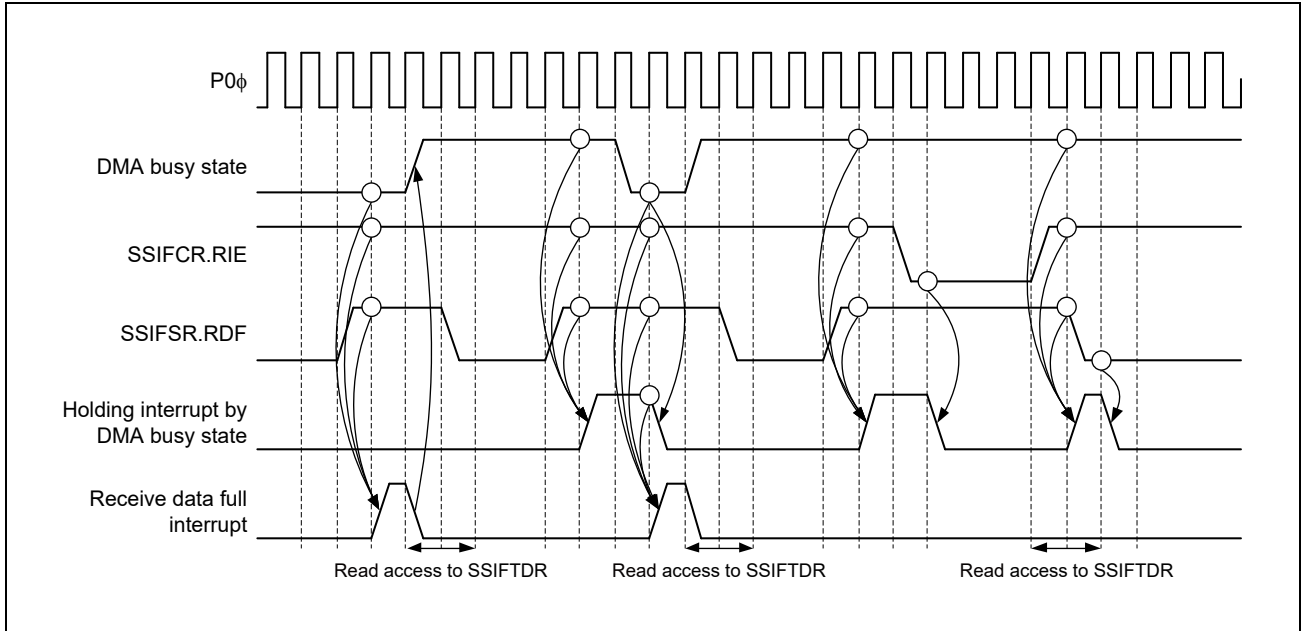 P0ϕ
DMA busy state
SSIFCR.RIE
SSIFSR.RDF
Holding interrupt by
DMA busy state
Receive data full
interrupt
Read access to SSIFTDR
Read access to SSIFTDR
Read access to SSIFTDR